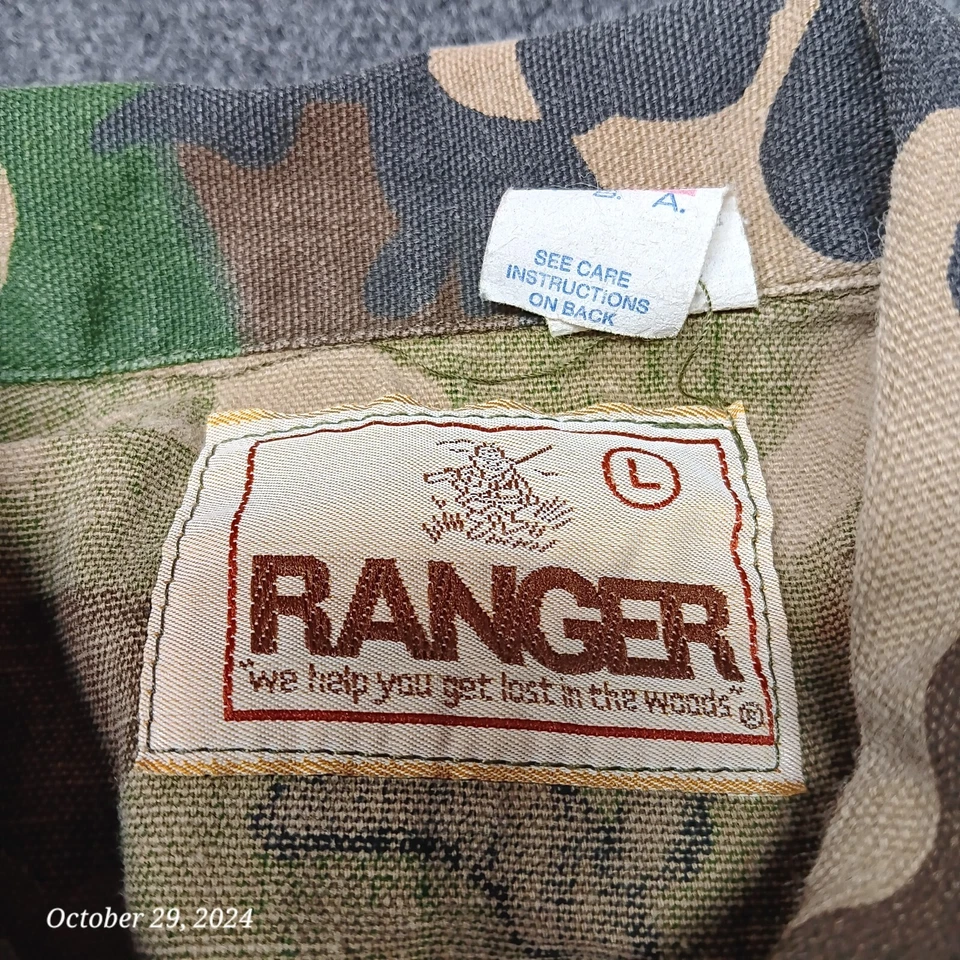 S. A.
SEE CARE
INSTRUCTIONS
ON BACK
L
RANGER
"we help you get lost in the woods" ®
October 29, 2024